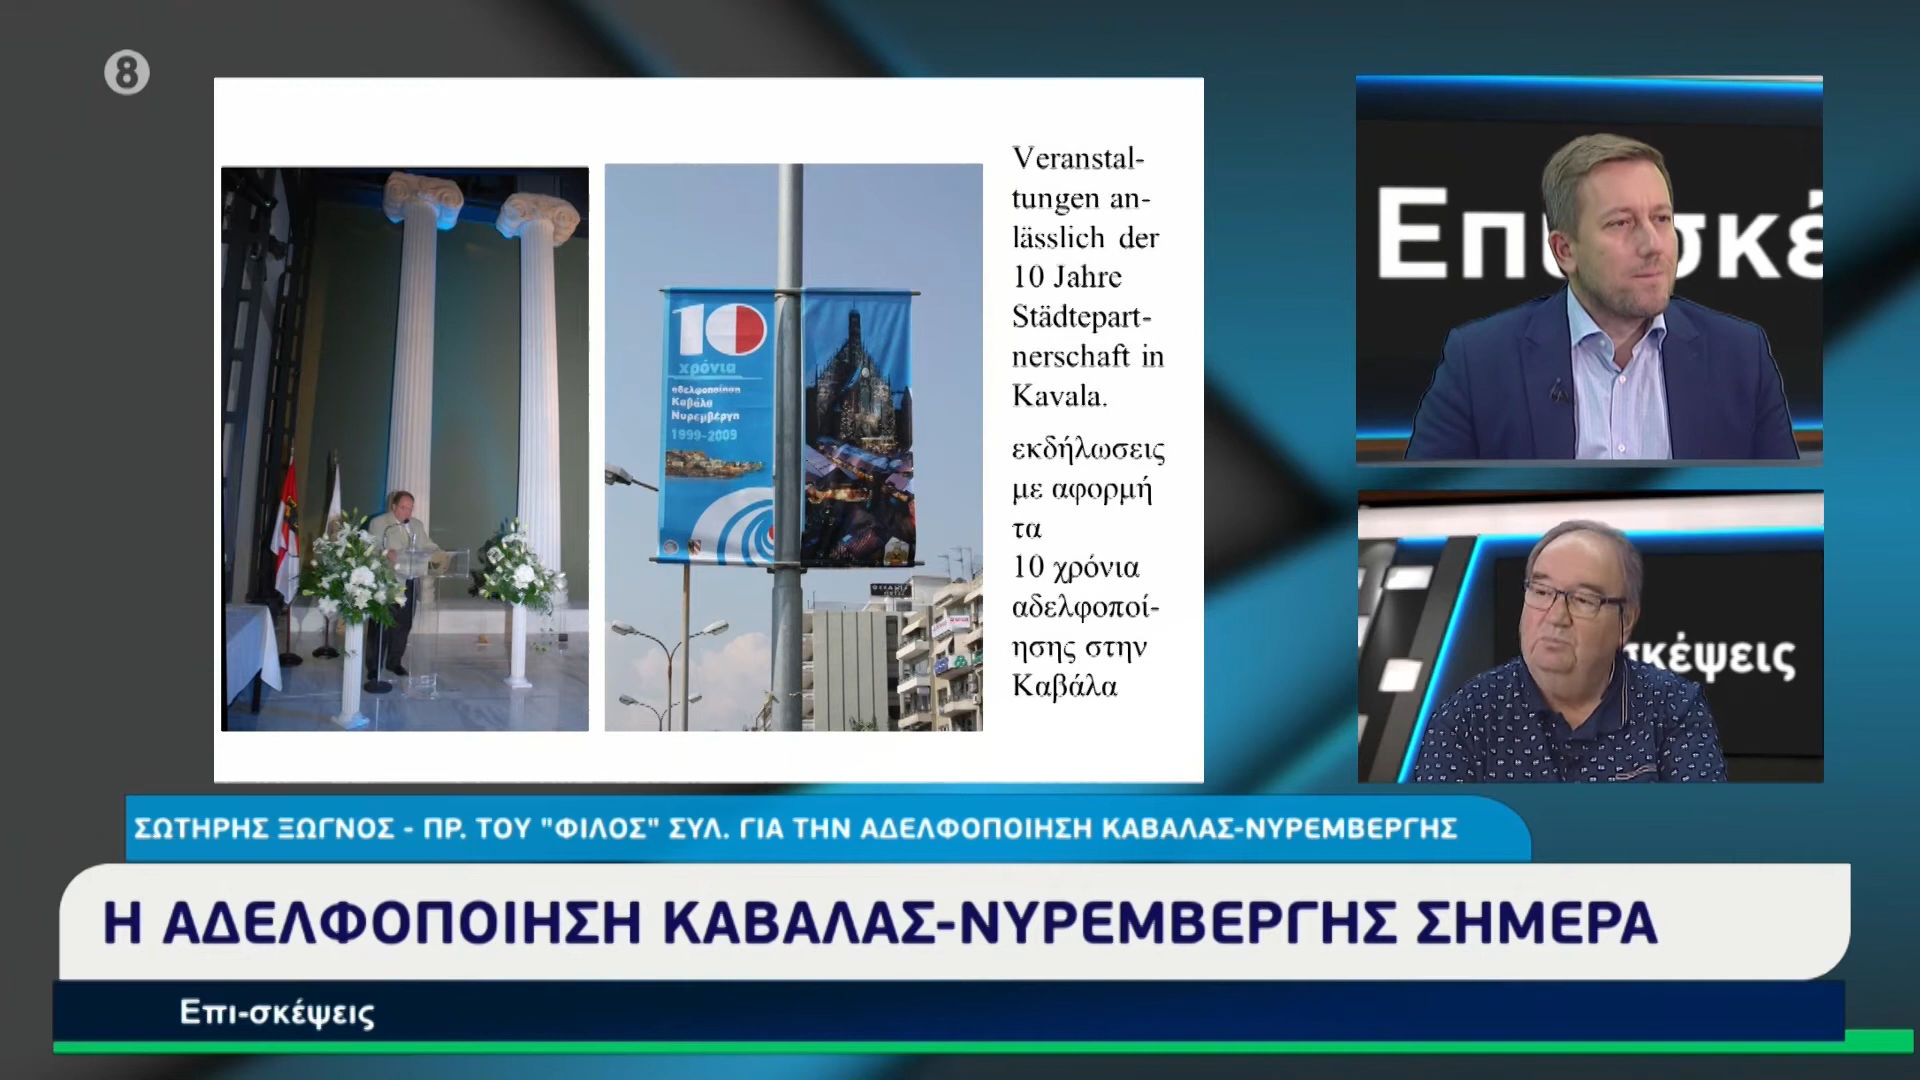 8
10
χρόνια
αδελφοποίηση
Καβάλα
Νυρεμβέργη
1999-2009
Veranstal-
tungen an-
lässlich der
10 Jahre
Städtepart-
nerschaft in
Kavala.
εκδήλωσεις
με αφορμή
τα
10 χρόνια
αδελφοποί-
ησης στην
Καβάλα
Επι-σκέ
σκέψεις
ΣΩΤΗΡΗΣ ΞΩΓΝΟΣ - ΠΡ. ΤΟΥ "ΦΙΛΟΣ" ΣΥΛ. ΓΙΑ ΤΗΝ ΑΔΕΛΦΟΠΟΙΗΣΗ ΚΑΒΑΛΑΣ-ΝΥΡΕΜΒΕΡΓΗΣ
Η ΑΔΕΛΦΟΠΟΙΗΣΗ ΚΑΒΑΛΑΣ-ΝΥΡΕΜΒΕΡΓΗΣ ΣΗΜΕΡΑ
Επι-σκέψεις